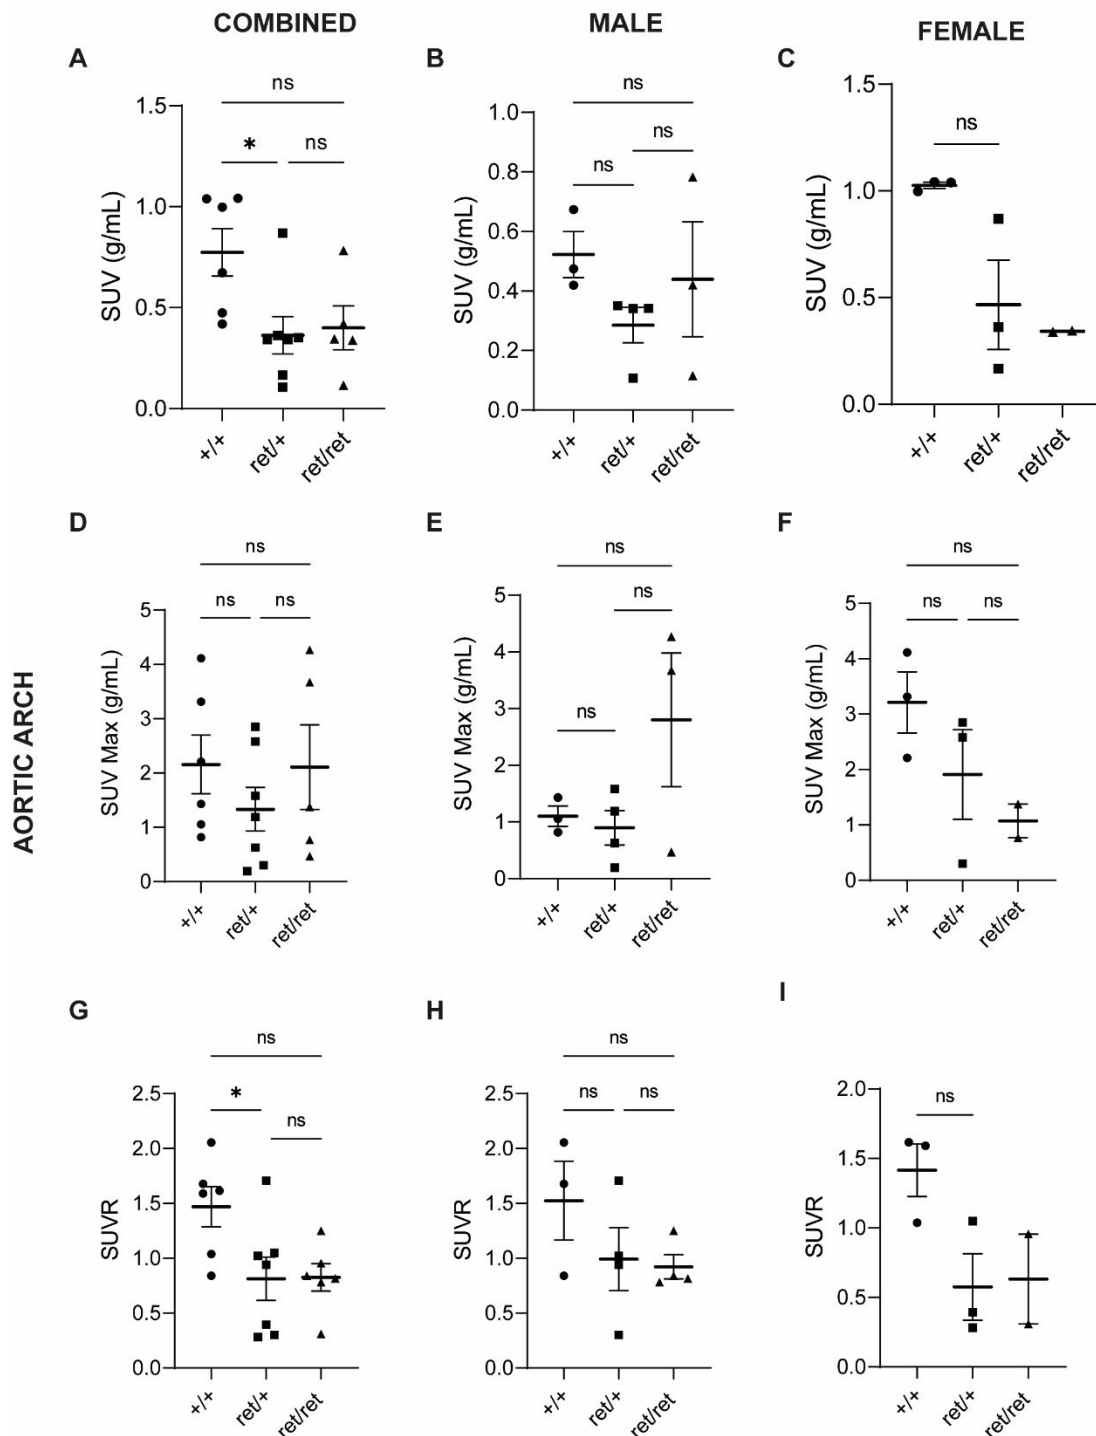 COMBINED
MALE
FEMALE
AORTIC ARCH
A
ns
*
ns
SUV (g/mL)
1.5
1.0
0.5
0.0
+/+
ret/+
ret/ret
B
ns
ns
ns
SUV (g/mL)
1.0
0.8
0.6
0.4
0.2
0.0
+/+
ret/+
ret/ret
C
ns
SUV (g/mL)
1.5
1.0
0.5
0.0
+/+
ret/+
ret/ret
D
ns
ns
ns
SUV Max (g/mL)
5
4
3
2
1
0
+/+
ret/+
ret/ret
E
ns
ns
ns
SUV Max (g/mL)
5
4
3
2
1
0
+/+
ret/+
ret/ret
F
ns
ns
ns
SUV Max (g/mL)
5
4
3
2
1
0
+/+
ret/+
ret/ret
G
ns
*
ns
SUVR
2.5
2.0
1.5
1.0
0.5
0.0
+/+
ret/+
ret/ret
H
ns
ns
ns
SUVR
2.5
2.0
1.5
1.0
0.5
0.0
+/+
ret/+
ret/ret
I
ns
SUVR
2.0
1.5
1.0
0.5
0.0
+/+
ret/+
ret/ret